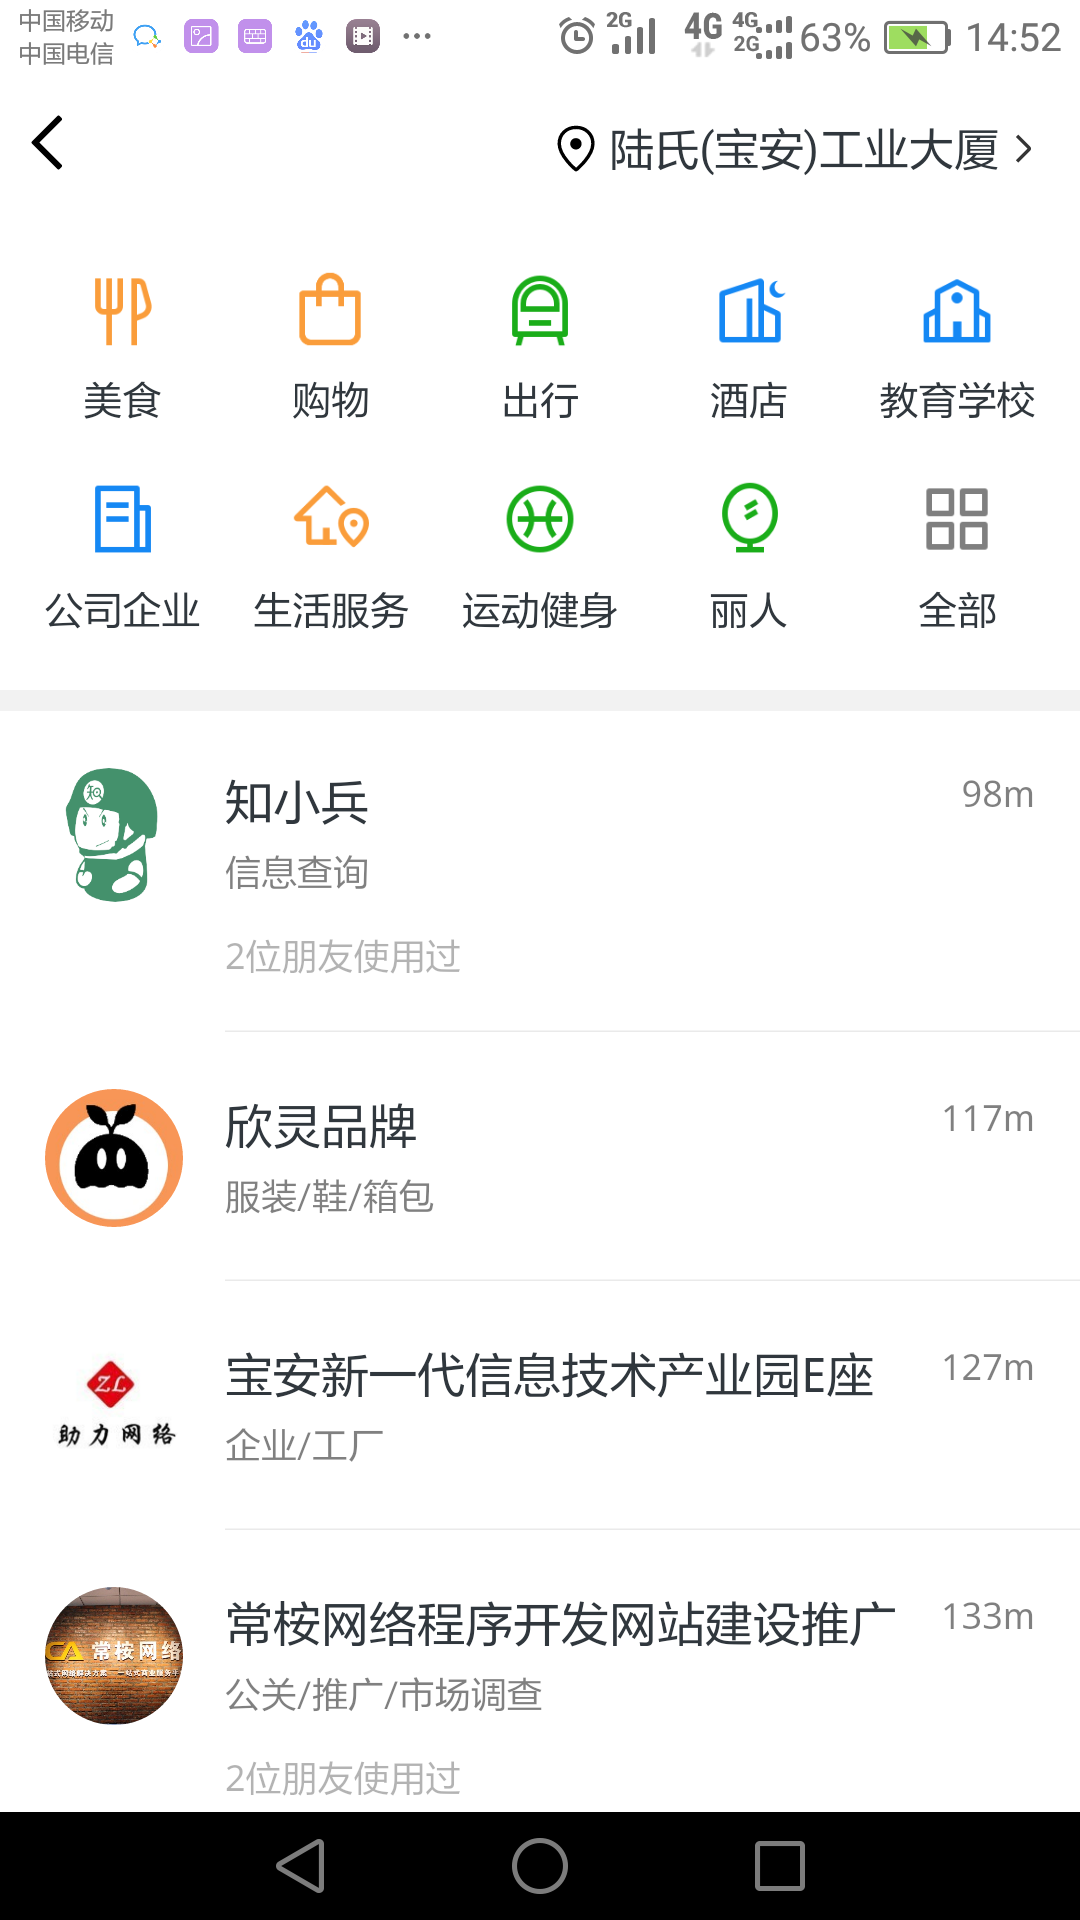 中国移动
中国电信
2G 4G 4G 2G 63% 14:52
陆氏(宝安)工业大厦
美食 购物 出行 酒店 教育学校
公司企业 生活服务 运动健身 丽人 全部
知小兵 98m
信息查询
2位朋友使用过
欣灵品牌 117m
服装/鞋/箱包
宝安新一代信息技术产业园E座 127m
ZL
助力网络
企业/工厂
常桉网络程序开发网站建设推广 133m
CA 常桉网络
公关/推广/市场调查
2位朋友使用过